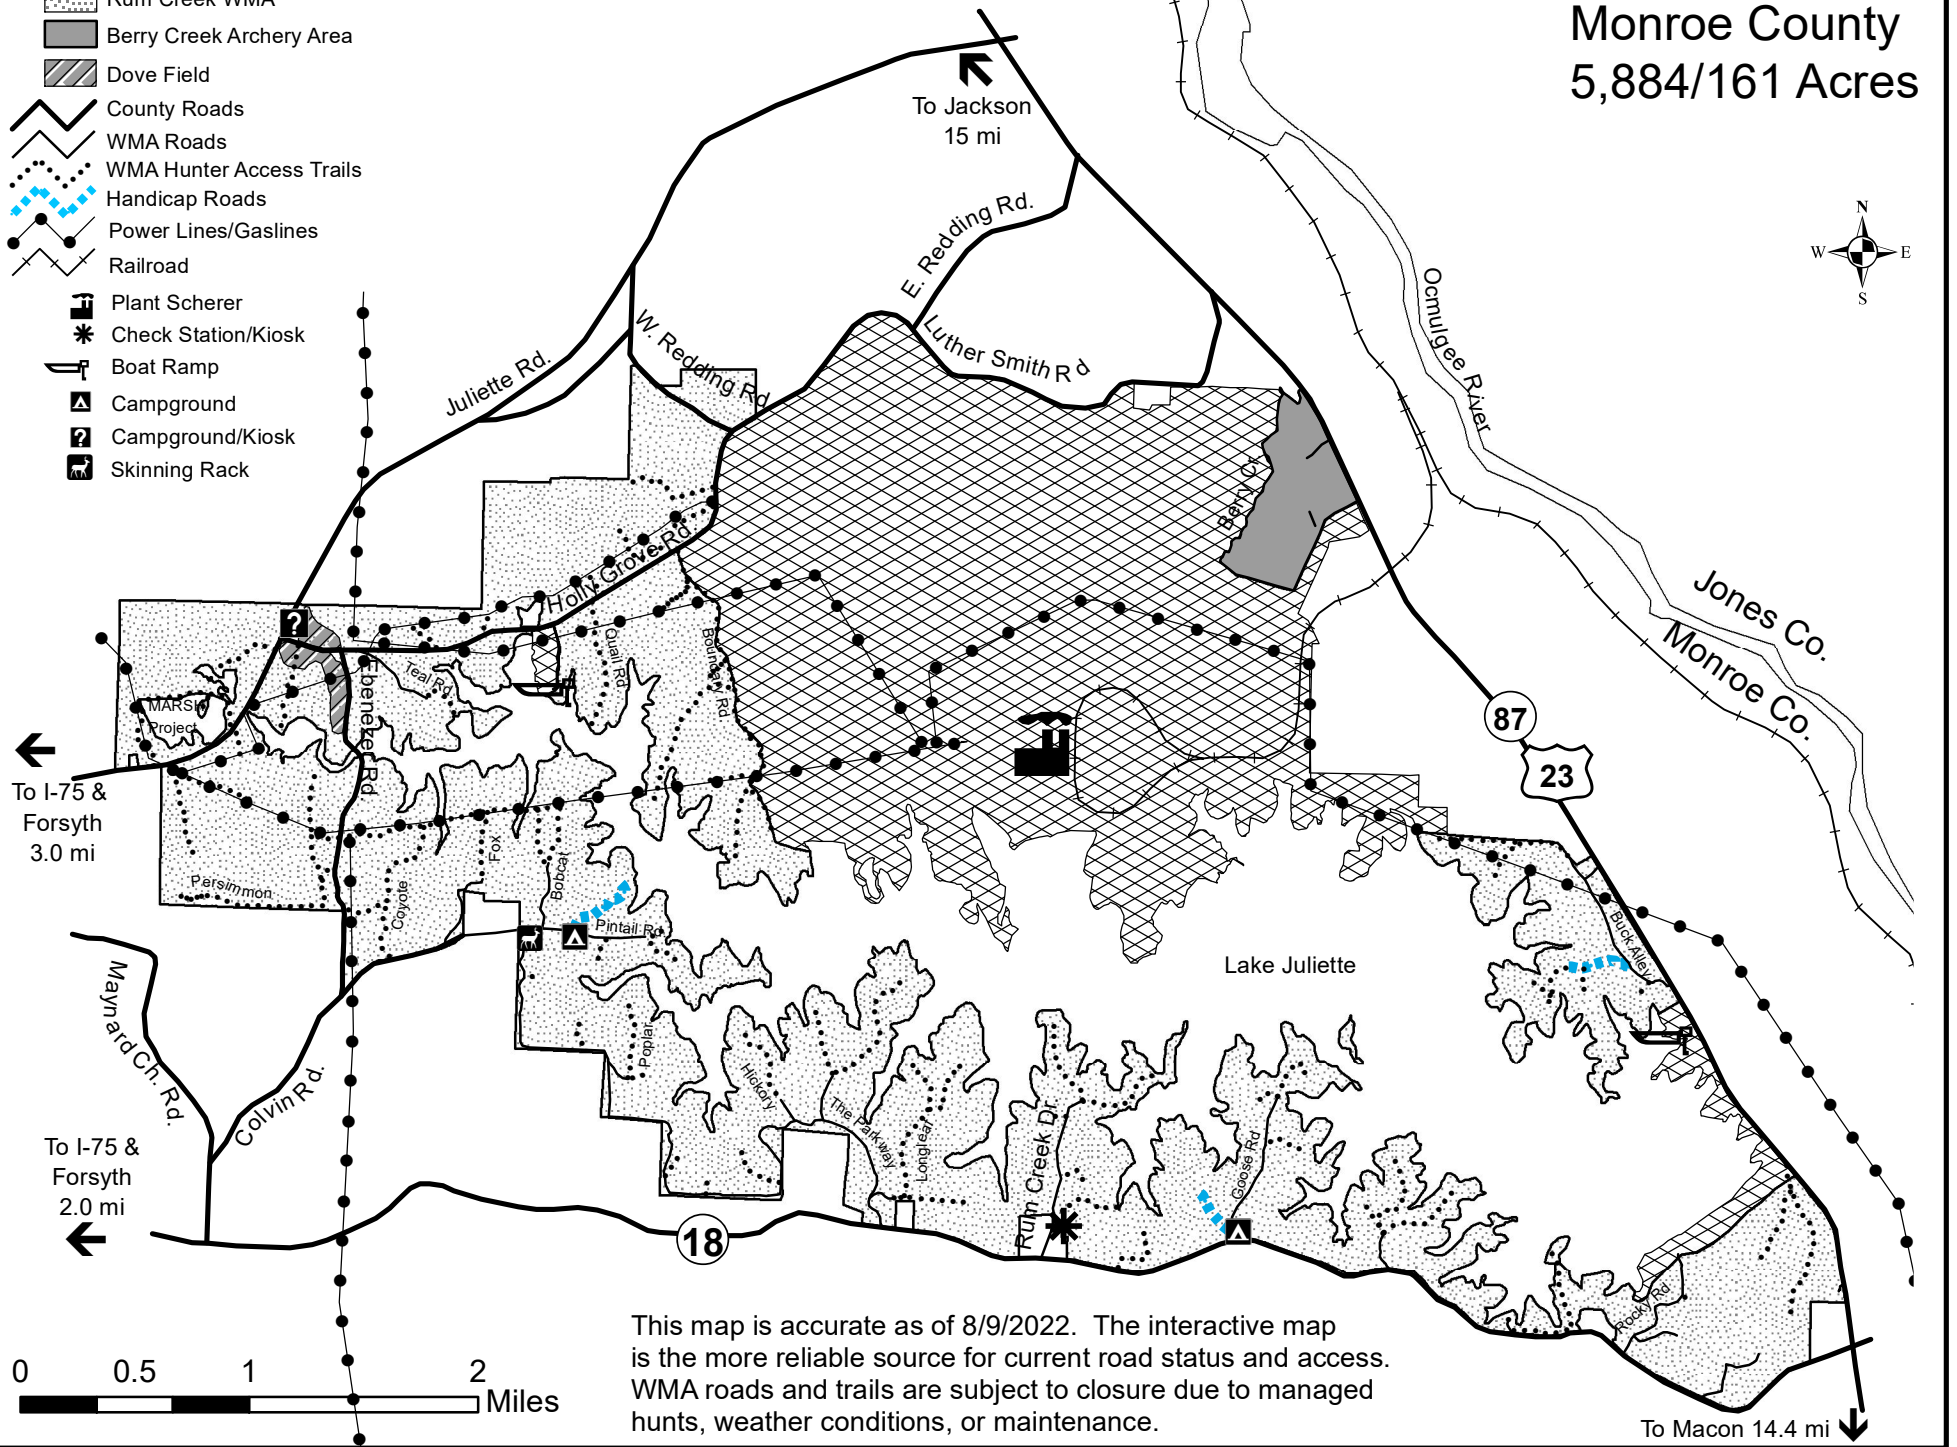 Rum Creek WMA
Berry Creek Archery Area
Dove Field
County Roads
WMA Roads
WMA Hunter Access Trails
Handicap Roads
Power Lines/Gaslines
Railroad
Plant Scherer
Check Station/Kiosk
Boat Ramp
Campground
? Campground/Kiosk
Skinning Rack
Monroe County
5,884/161 Acres
To Jackson
15 mi
N
W E
S
E. Redding Rd.
W. Redding Rd
Luther Smith Rd
Juliette Rd.
Ocmulgee River
Berry Cr
Holly Grove Rd.
Jones Co.
Monroe Co.
?
Quail Rd
Boundary Rd
Teal Rd
Ebenezer Rd
MARSH
Project
87
23
To I-75 &
Forsyth
3.0 mi
Fox
Bobcat
Persimmon
Coyote
Pintail Rd
Buck Alley
Lake Juliette
Maynard Ch. Rd.
Colvin Rd.
Poplar
Hickory
The Parkway
Longleaf
Rum Creek Dr.
Goose Rd
To I-75 &
Forsyth
2.0 mi
18
Rocky Rd
This map is accurate as of 8/9/2022.  The interactive map
is the more reliable source for current road status and access.
WMA roads and trails are subject to closure due to managed
hunts, weather conditions, or maintenance.
0 0.5 1 2
Miles
To Macon 14.4 mi